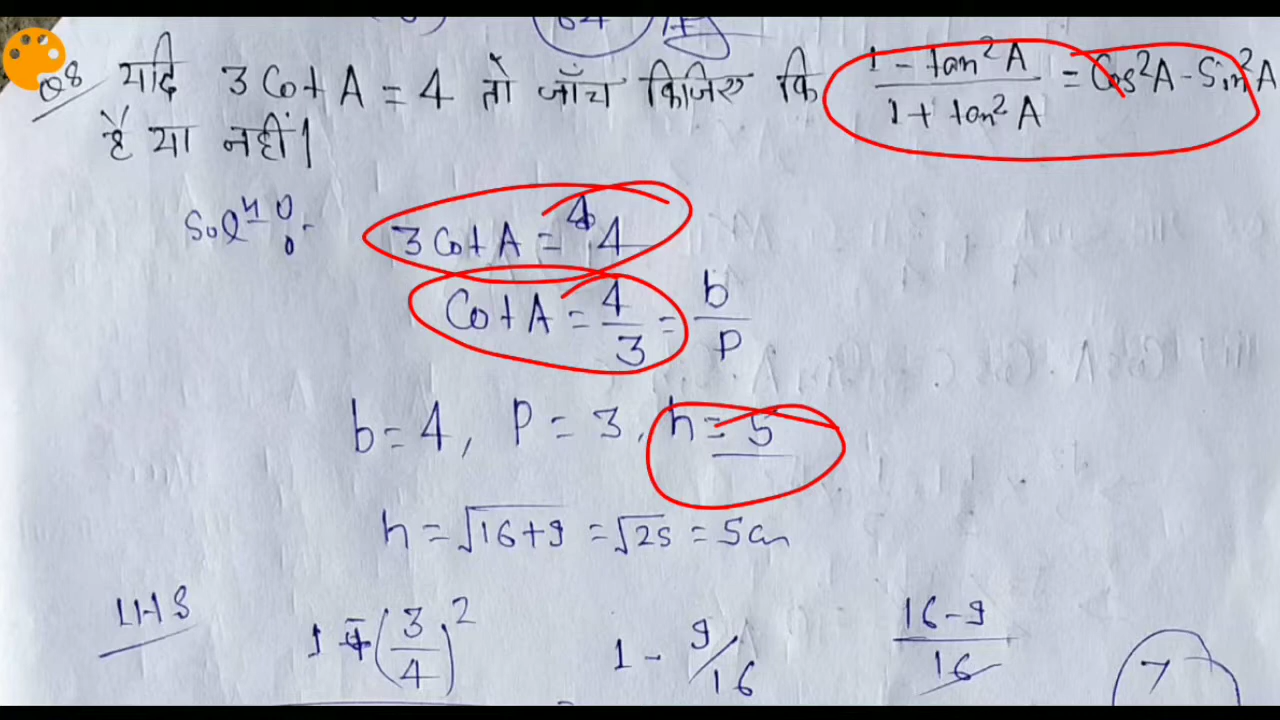 64
Q8 यदि 3 Cot A = 4 तो जाँच किजिए कि (1 - tan²A)/(1 + tan²A) = Cos²A - Sin²A
है या नहीं।
Solⁿ :-
3 Cot A = 4
Cot A = 4/3 = b/P
b = 4, P = 3, h = 5
h = √16+9 = √25 = 5cm
LHS
1 - (3/4)² 1 - 9/16 (16-9)/16 7